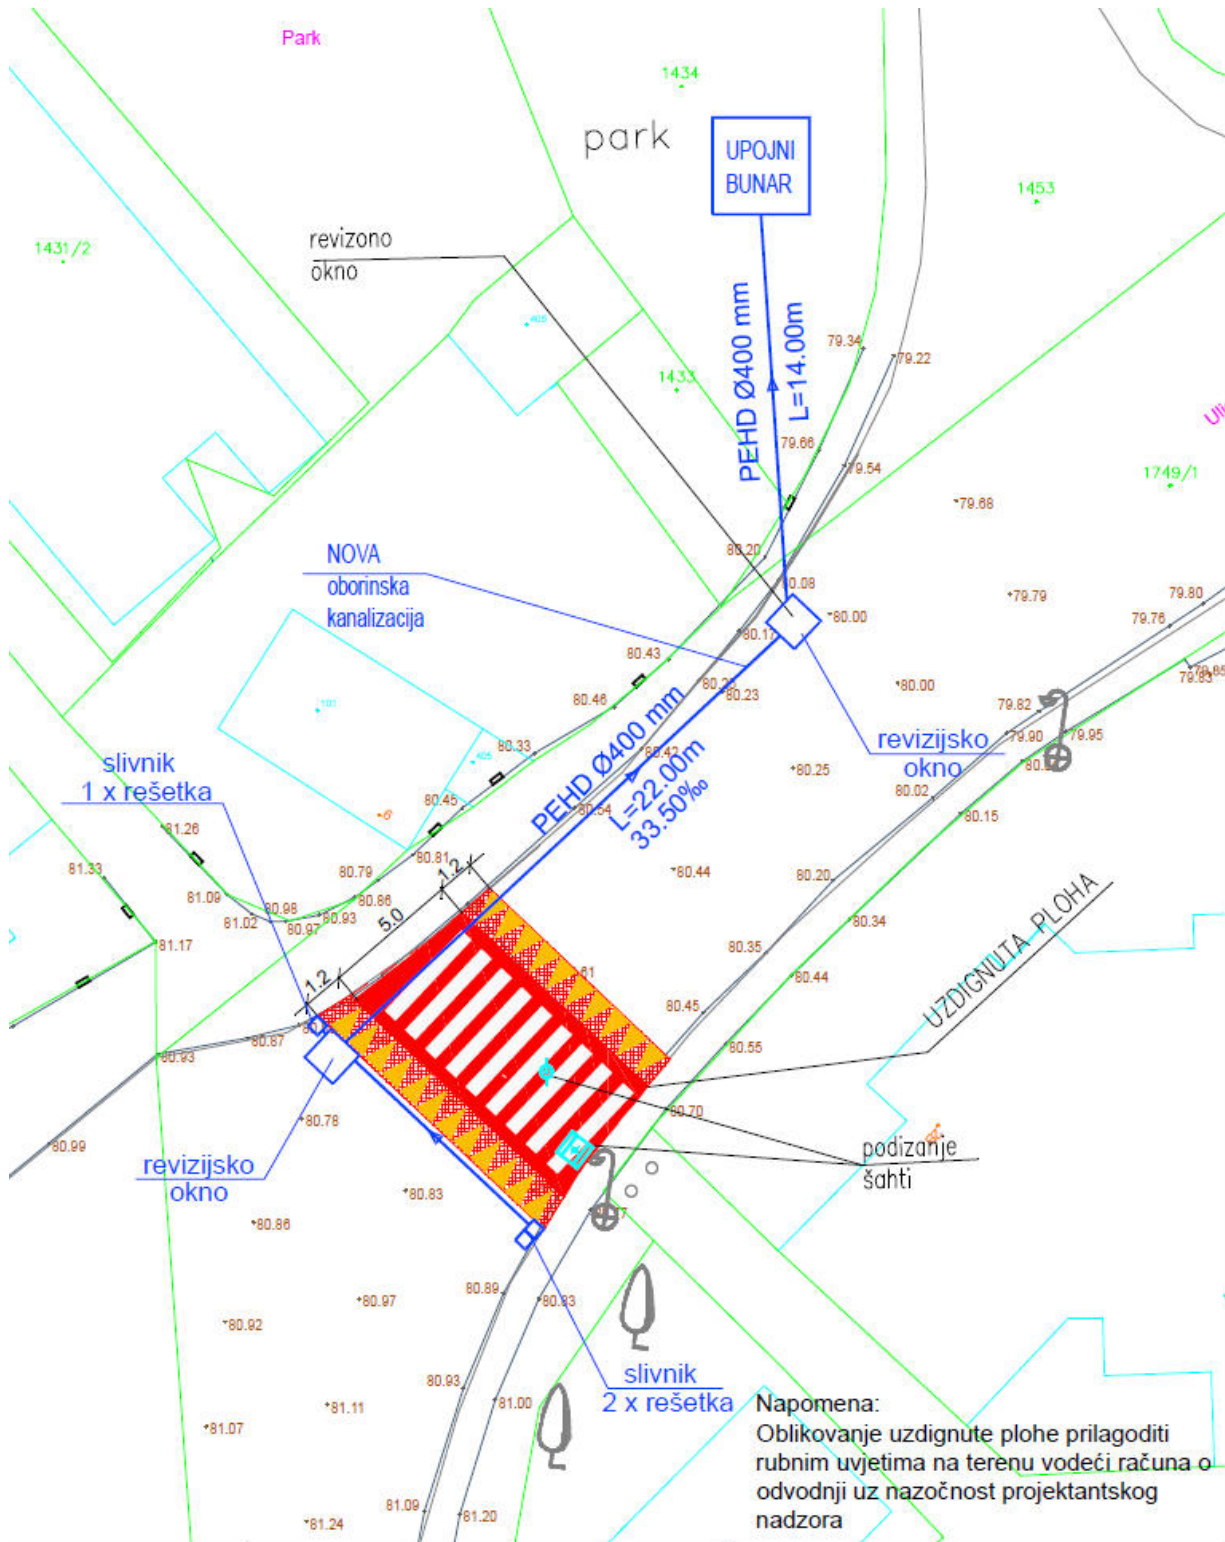 Park
1434
park
UPOJNI
BUNAR
1453
1431/2
revizono
okno
405
PEHD Ø400 mm
L=14.00m
79.34
79.22
1433
79.66
79.54
1749/1
79.68
80.20
NOVA
oborinska
kanalizacija
80.08
80.00
79.79
79.80
79.76
80.17
80.43
80.23
80.00
79.83
80.46
79.82
101
PEHD Ø400 mm
L=22.00m
33.50‰
80.42
79.90
79.95
revizijsko
okno
slivnik
1 x rešetka
80.33
405
80.25
80.02
80.45
80.54
80.15
6
81.26
80.81
1.2
81.33
80.79
80.44
80.20
81.09
80.86
81.02
80.98
80.97
80.93
5.0
80.34
UZDIGNUTA PLOHA
81.17
80.35
1.2
61
80.44
80.45
80.87
80.93
80.55
80.70
80.78
80.99
revizijsko
okno
podizanje
šahti
80.83
80.86
80.89
80.83
80.97
80.92
slivnik
2 x rešetka
80.93
81.00
81.11
81.07
81.09
81.20
81.24
Napomena:
Oblikovanje uzdignute plohe prilagoditi
rubnim uvjetima na terenu vodeći računa o
odvodnji uz nazočnost projektantskog
nadzora